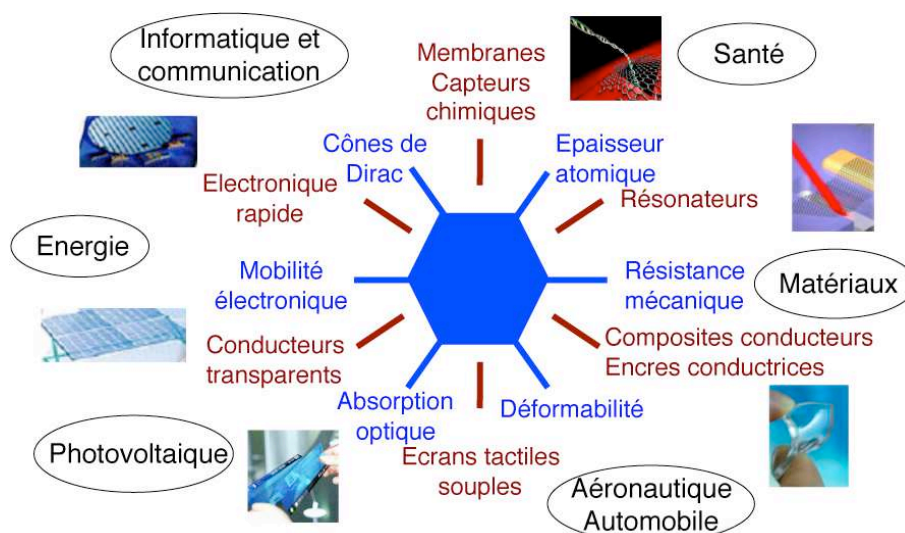 Informatique et
communication
Membranes
Capteurs
chimiques
Santé
Cônes de
Dirac
Epaisseur
atomique
Electronique
rapide
Résonateurs
Energie
Mobilité
électronique
Résistance
mécanique
Matériaux
Conducteurs
transparents
Composites conducteurs
Encres conductrices
Absorption
optique
Déformabilité
Photovoltaique
Ecrans tactiles
souples
Aéronautique
Automobile